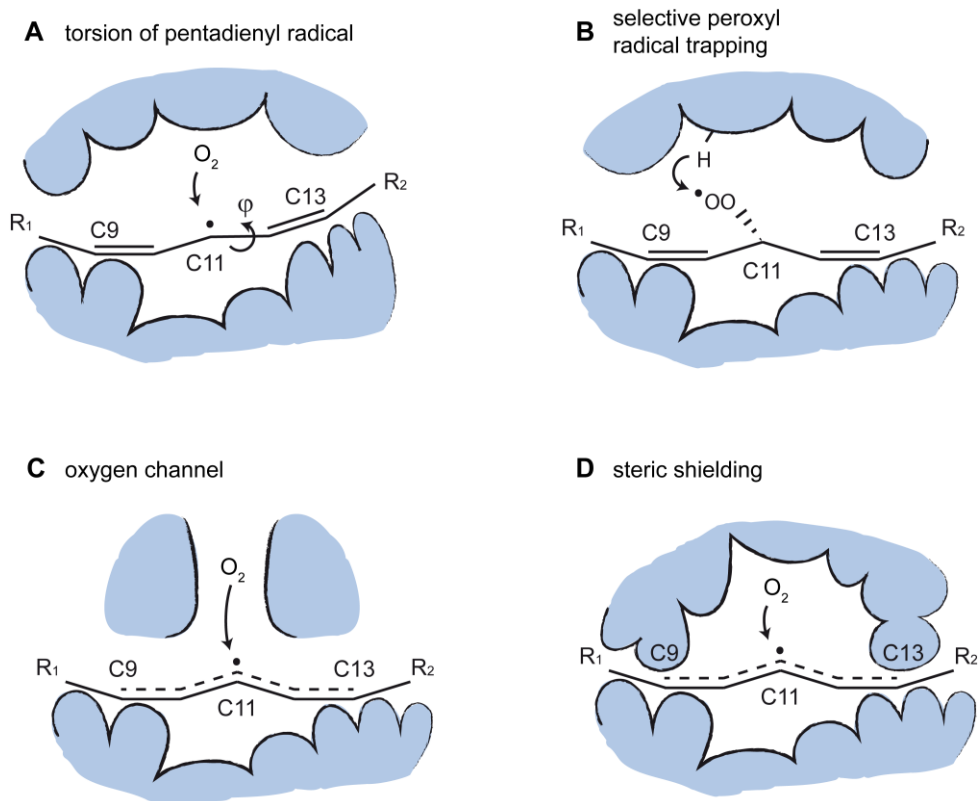 A torsion of pentadienyl radical
O2
R1
C9
C11
φ
C13
R2
B selective peroxyl
radical trapping
H
•OO
R1
C9
C11
C13
R2
C oxygen channel
O2
R1
C9
C11
C13
R2
D steric shielding
O2
R1
C9
C11
C13
R2